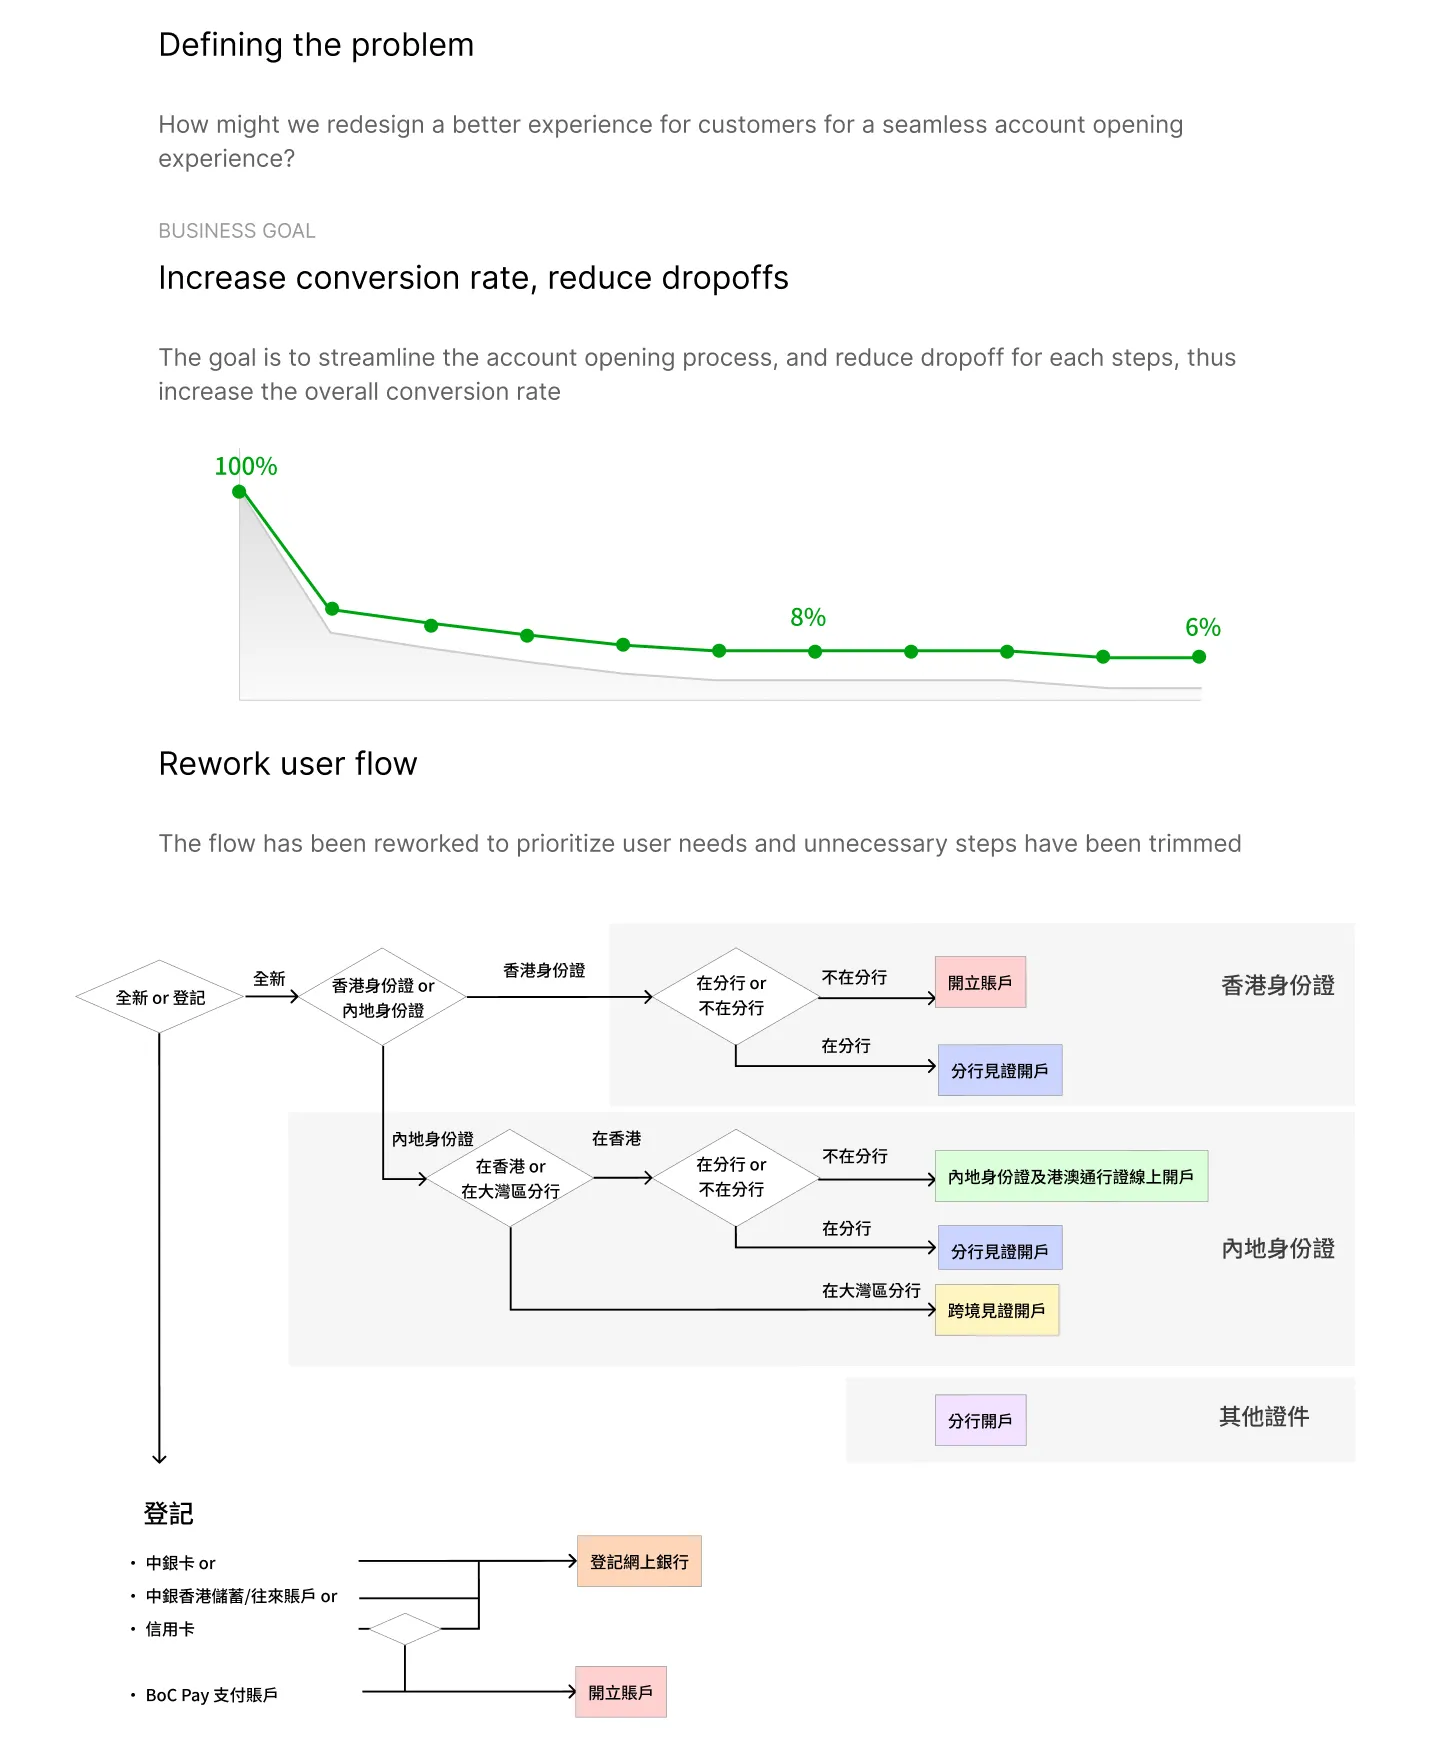 Defining the problem
How might we redesign a better experience for customers for a seamless account opening
experience?
BUSINESS GOAL
Increase conversion rate, reduce dropoffs
The goal is to streamline the account opening process, and reduce dropoff for each steps, thus
increase the overall conversion rate
100%
8%
6%
Rework user flow
The flow has been reworked to prioritize user needs and unnecessary steps have been trimmed
全新 or 登記
全新
香港身份證 or
內地身份證
香港身份證
在分行 or
不在分行
不在分行
開立賬戶
香港身份證
在分行
分行見證開戶
內地身份證
在香港 or
在大灣區分行
在香港
在分行 or
不在分行
不在分行
內地身份證及港澳通行證線上開戶
在分行
分行見證開戶
內地身份證
在大灣區分行
跨境見證開戶
分行開戶
其他證件
登記
• 中銀卡 or
• 中銀香港儲蓄/往來賬戶 or
• 信用卡
登記網上銀行
• BoC Pay 支付賬戶
開立賬戶